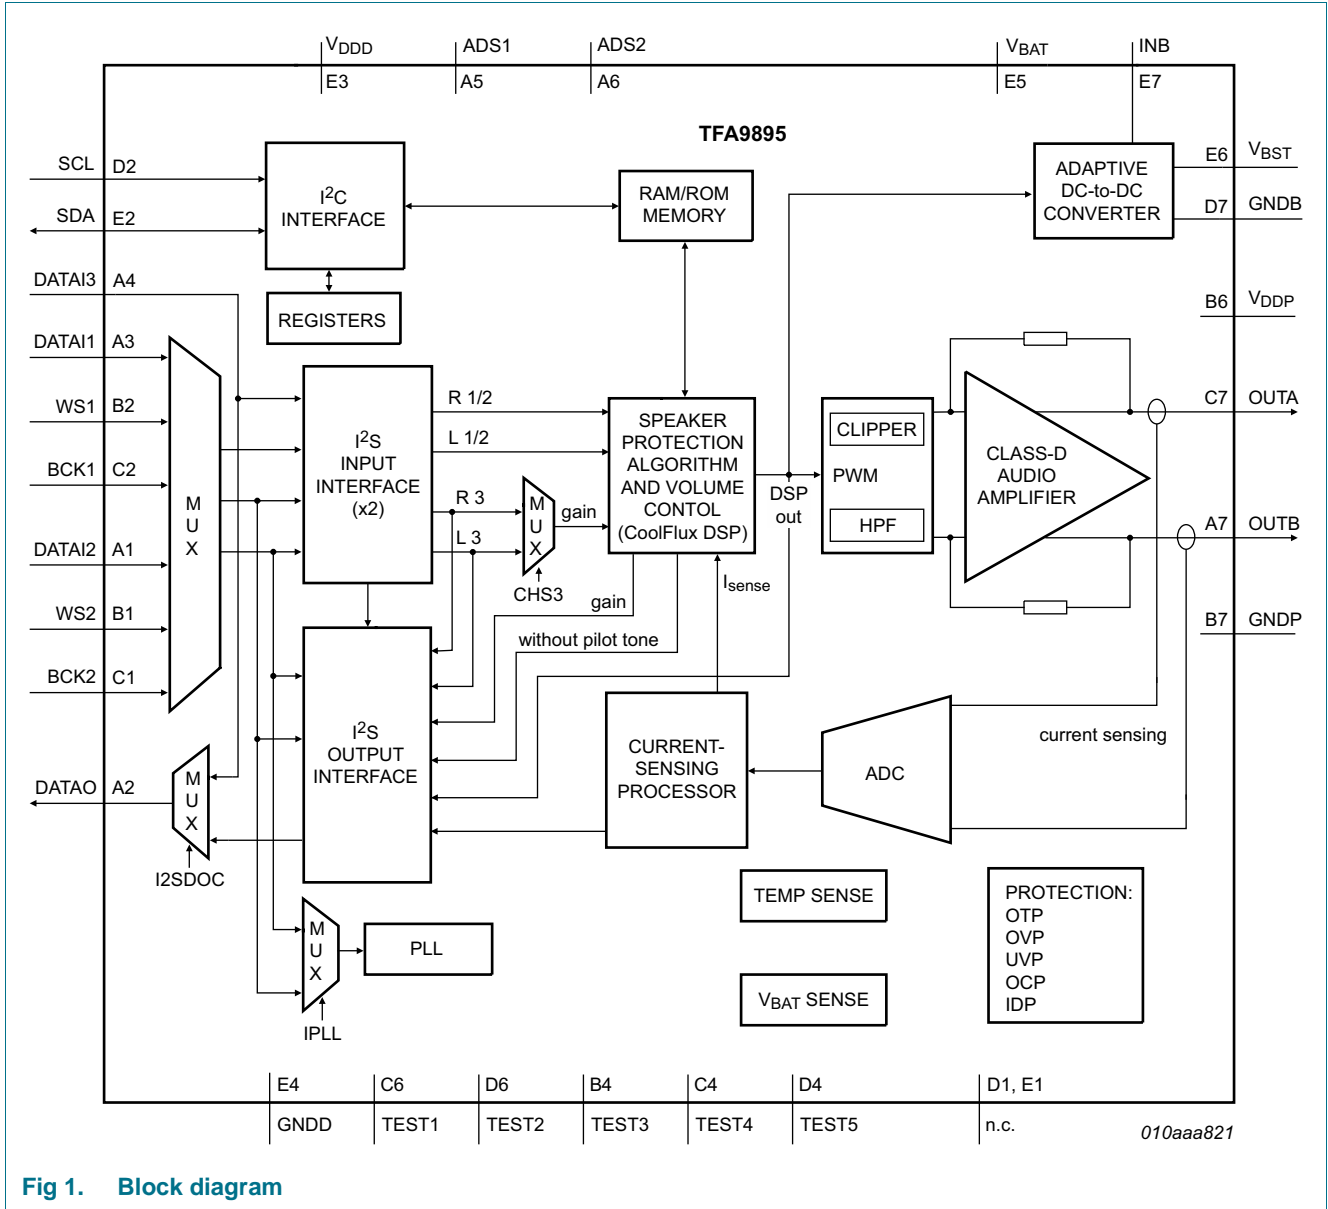 VDDD
ADS1
ADS2
VBAT
INB
E3
A5
A6
E5
E7
TFA9895
SCL
D2
SDA
E2
I2C
INTERFACE
RAM/ROM
MEMORY
ADAPTIVE
DC-to-DC
CONVERTER
E6
VBST
D7
GNDB
DATAI3
A4
REGISTERS
B6
VDDP
DATAI1
A3
WS1
B2
BCK1
C2
DATAI2
A1
WS2
B1
BCK2
C1
MUX
I2S
INPUT
INTERFACE
(x2)
R 1/2
L 1/2
R 3
L 3
MUX
gain
CHS3
SPEAKER
PROTECTION
ALGORITHM
AND VOLUME
CONTOL
(CoolFlux DSP)
DSP
out
CLIPPER
PWM
HPF
CLASS-D
AUDIO
AMPLIFIER
C7
OUTA
A7
OUTB
B7
GNDP
Isense
gain
without pilot tone
I2S
OUTPUT
INTERFACE
CURRENT-
SENSING
PROCESSOR
ADC
current sensing
DATAO
A2
MUX
I2SDOC
MUX
IPLL
PLL
TEMP SENSE
VBAT SENSE
PROTECTION:
OTP
OVP
UVP
OCP
IDP
E4
C6
D6
B4
C4
D4
D1, E1
GNDD
TEST1
TEST2
TEST3
TEST4
TEST5
n.c.
010aaa821
Fig 1. Block diagram